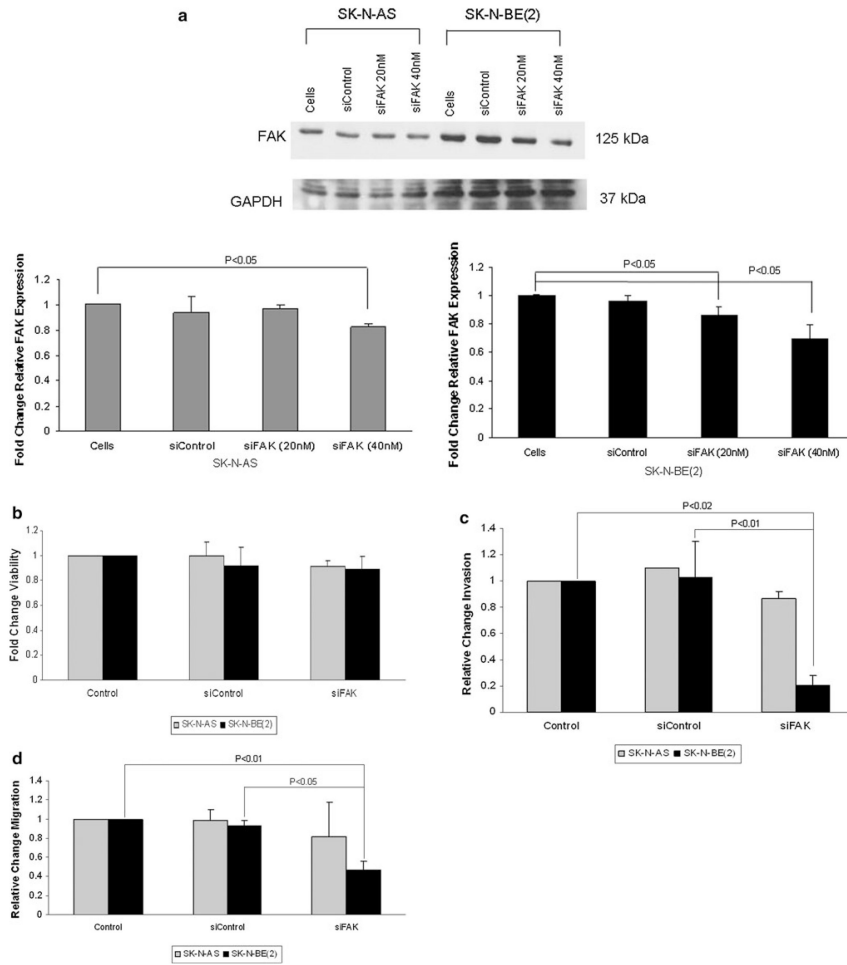 a
SK-N-AS SK-N-BE(2)
Cells siControl siFAK 20nM siFAK 40nM Cells siControl siFAK 20nM siFAK 40nM
FAK 125 kDa
GAPDH 37 kDa
Fold Change Relative FAK Expression
1.2
1
0.8
0.6
0.4
0.2
0
P<0.05
Cells siControl siFAK (20nM) siFAK (40nM)
SK-N-AS
Fold Change Relative FAK Expression
1.2
1
0.8
0.6
0.4
0.2
0
P<0.05
P<0.05
Cells siControl siFAK (20nM) siFAK (40nM)
SK-N-BE(2)
b
Fold Change Viability
1.2
1
0.8
0.6
0.4
0.2
0
Control siControl siFAK
SK-N-AS SK-N-BE(2)
c
Relative Change Invasion
1.4
1.2
1
0.8
0.6
0.4
0.2
0
P<0.02
P<0.01
Control siControl siFAK
SK-N-AS SK-N-BE(2)
d
Relative Change Migration
1.4
1.2
1
0.8
0.6
0.4
0.2
0
P<0.01
P<0.05
Control siControl siFAK
SK-N-AS SK-N-BE(2)